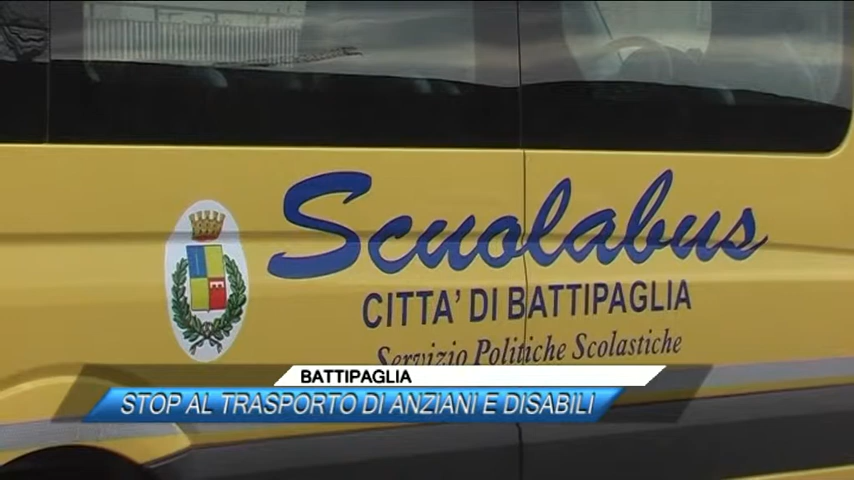 Scuolabus
CITTA' DI BATTIPAGLIA
Servizio Politiche Scolastiche
BATTIPAGLIA
STOP AL TRASPORTO DI ANZIANI E DISABILI